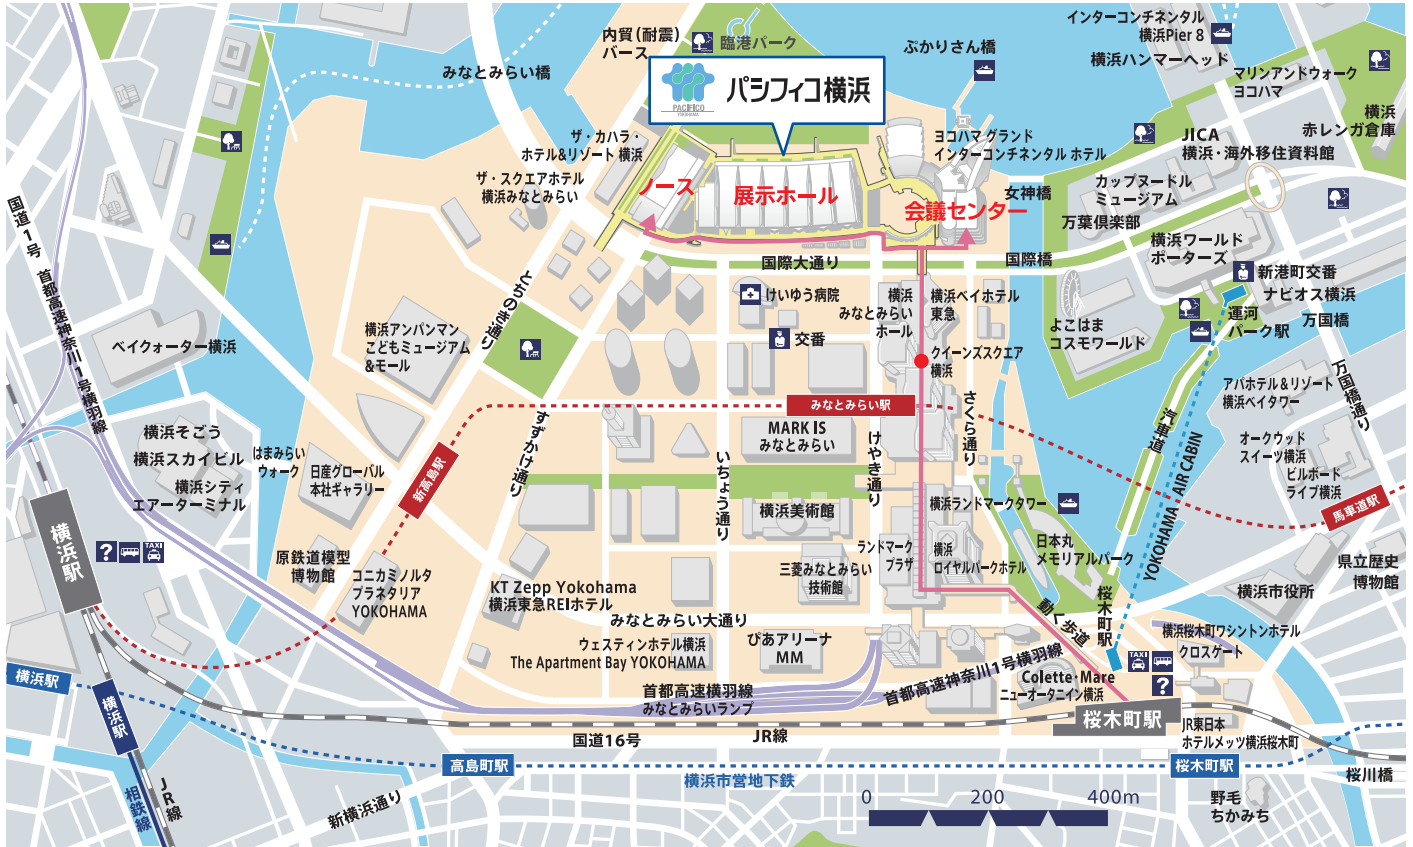 インターコンチネンタル
横浜Pier 8
横浜ハンマーヘッド
マリンアンドウォーク
ヨコハマ
横浜
赤レンガ倉庫
内貿(耐震)
バース
臨港パーク
ぷかりさん橋
みなとみらい橋
PACIFICO
YOKOHAMA
パシフィコ横浜
ザ・カハラ・
ホテル&リゾート 横浜
ザ・スクエアホテル
横浜みなとみらい
ヨコハマ グランド
インターコンチネンタル ホテル
JICA
横浜・海外移住資料館
カップヌードル
ミュージアム
女神橋
万葉倶楽部
ノース
展示ホール
会議センター
横浜ワールド
ポーターズ
国際大通り
国際橋
新港町交番
ナビオス横浜
運河
パーク駅
万国橋
万国橋通り
国道1号
首都高速神奈川1号横羽線
とちのき通り
けいゆう病院
交番
横浜
みなとみらい
ホール
横浜ベイホテル
東急
クイーンズスクエア
横浜
よこはま
コスモワールド
ベイクォーター横浜
横浜アンパンマン
こどもミュージアム
&モール
アパホテル&リゾート
横浜ベイタワー
オークウッド
スイーツ横浜
ビルボード
ライブ横浜
馬車道駅
汽車道
YOKOHAMA AIR CABIN
みなとみらい駅
MARK IS
みなとみらい
さくら通り
けやき通り
いちょう通り
すずかけ通り
横浜そごう
横浜スカイビル
横浜シティ
エアーターミナル
はまみらい
ウォーク
日産グローバル
本社ギャラリー
新高島駅
横浜美術館
横浜ランドマークタワー
ランドマーク
プラザ
横浜
ロイヤルパークホテル
日本丸
メモリアルパーク
三菱みなとみらい
技術館
横浜駅
?
TAXI
原鉄道模型
博物館
コニカミノルタ
プラネタリア
YOKOHAMA
KT Zepp Yokohama
横浜東急REIホテル
みなとみらい大通り
ウェスティンホテル横浜
The Apartment Bay YOKOHAMA
ぴあアリーナ
MM
動く歩道
桜木町駅
県立歴史
博物館
横浜市役所
横浜桜木町ワシントンホテル
クロスゲート
TAXI
?
首都高速横羽線
みなとみらいランプ
首都高速神奈川1号横羽線
Colette・Mare
ニューオータニイン横浜
桜木町駅
JR東日本
ホテルメッツ横浜桜木町
横浜駅
横浜駅
国道16号
JR線
高島町駅
横浜市営地下鉄
桜木町駅
桜川橋
相鉄線
JR線
新横浜通り
野毛
ちかみち
0
200
400m